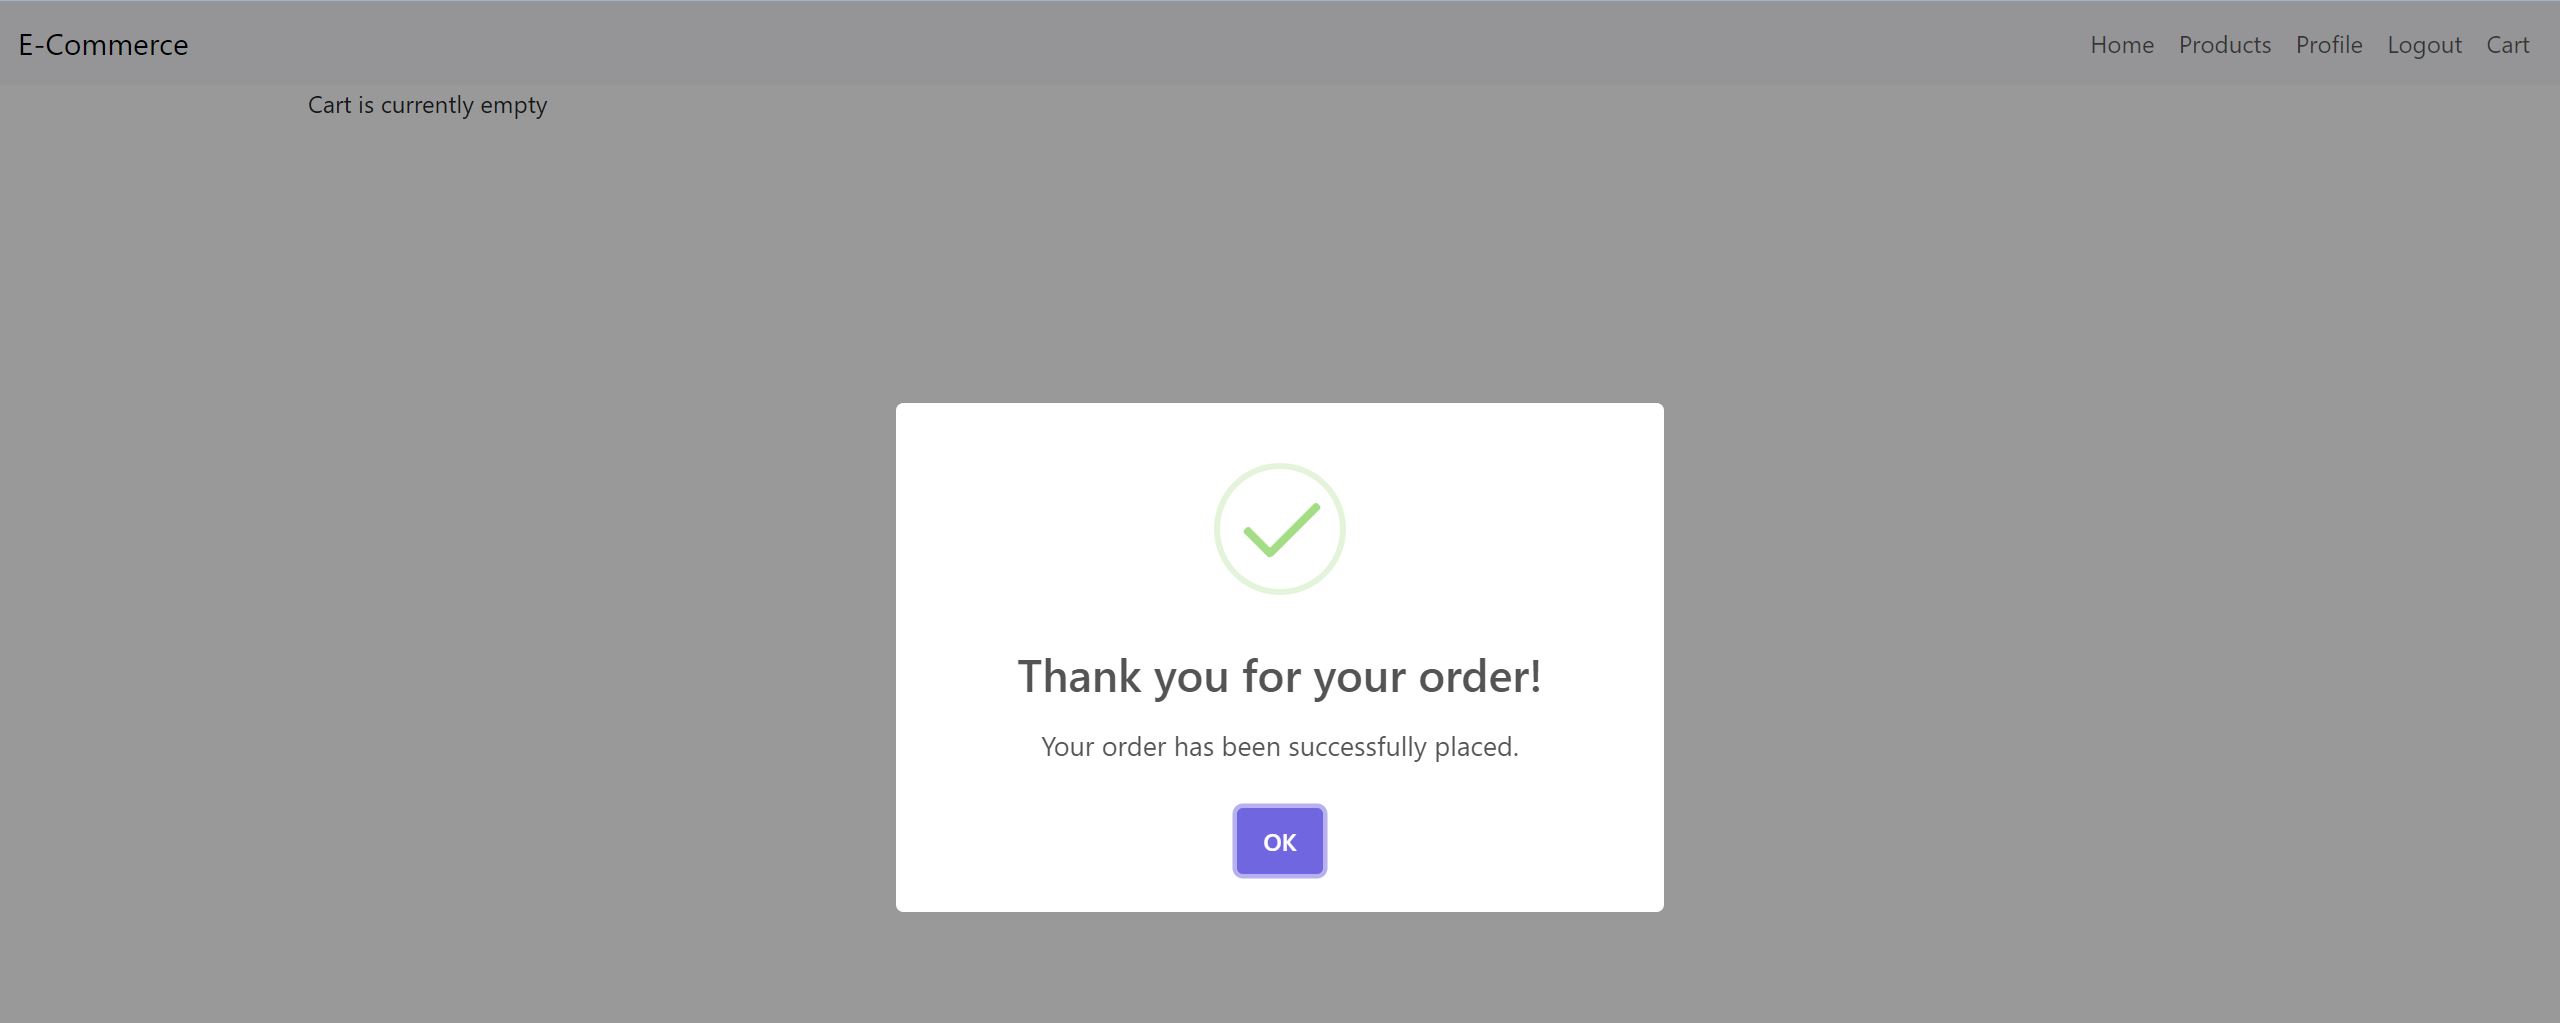 E-Commerce
Home Products Profile Logout Cart
Cart is currently empty
Thank you for your order!
Your order has been successfully placed.
OK